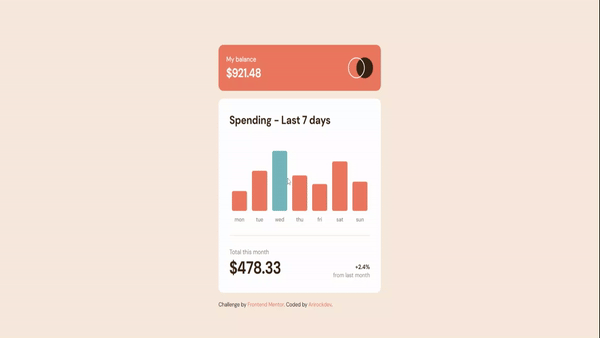 My balance
$921.48
Spending - Last 7 days
mon tue wed thu fri sat sun
Total this month
$478.33
+2.4%
from last month
Challenge by Frontend Mentor. Coded by